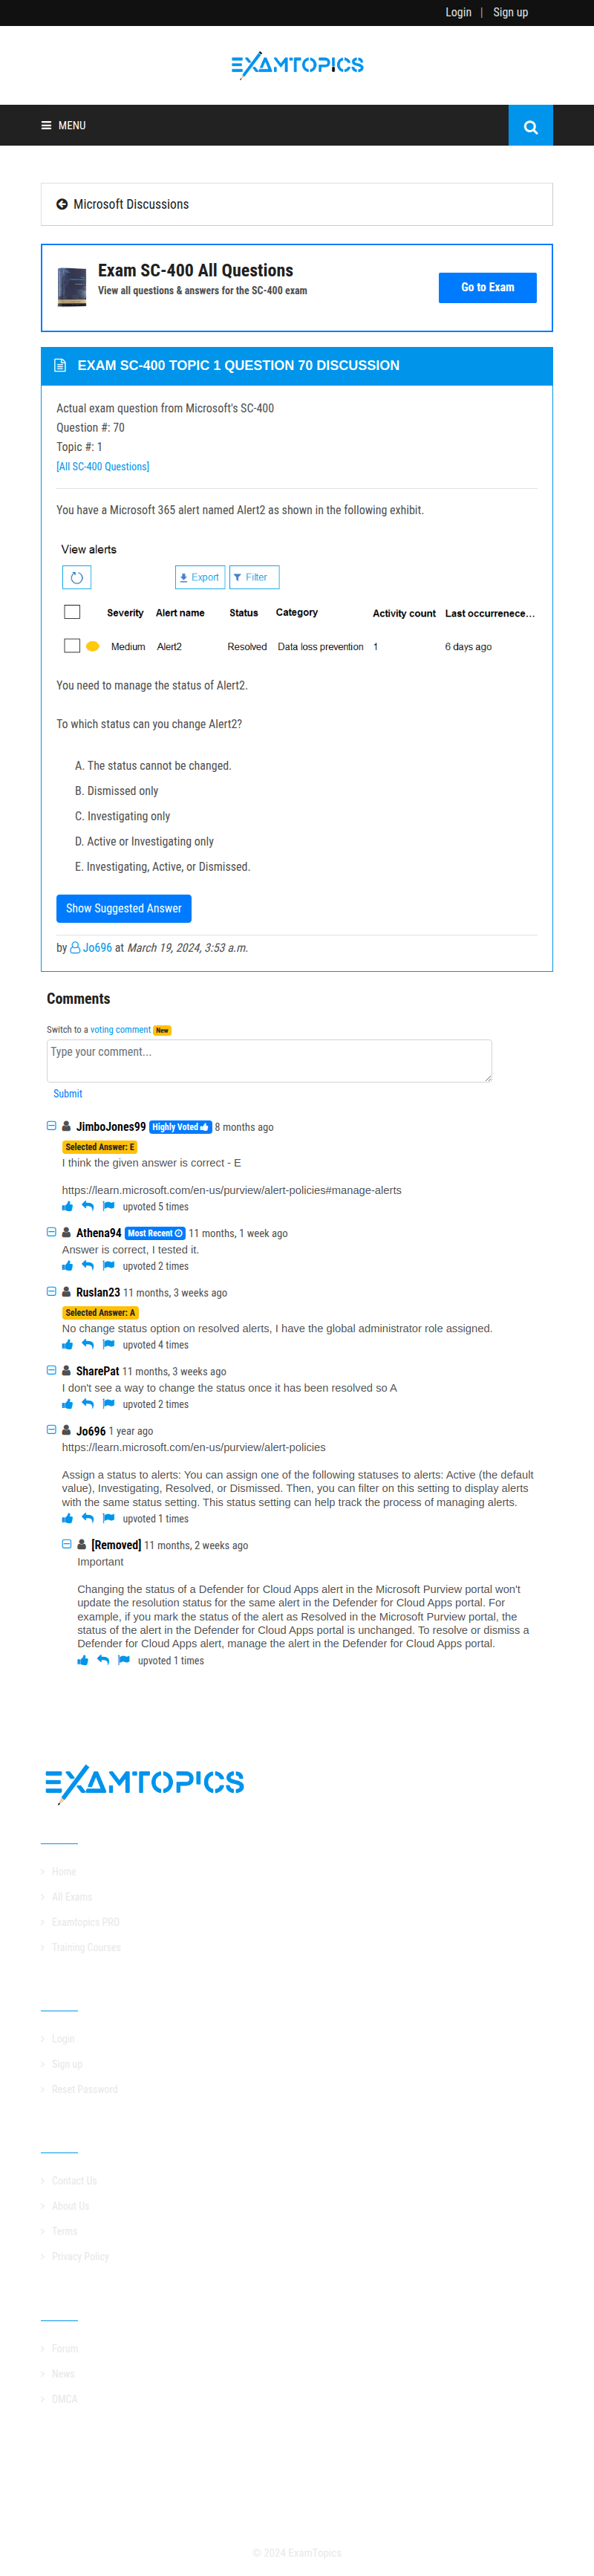 Login | Sign up
EXAMTOPICS
MENU
Microsoft Discussions
Exam SC-400 All Questions
View all questions & answers for the SC-400 exam
Go to Exam
EXAM SC-400 TOPIC 1 QUESTION 70 DISCUSSION
Actual exam question from Microsoft's SC-400
Question #: 70
Topic #: 1
[All SC-400 Questions]
You have a Microsoft 365 alert named Alert2 as shown in the following exhibit.
View alerts
Export Filter
Severity Alert name Status Category Activity count Last occurrenece...
Medium Alert2 Resolved Data loss prevention 1 6 days ago
You need to manage the status of Alert2.
To which status can you change Alert2?
A. The status cannot be changed.
B. Dismissed only
C. Investigating only
D. Active or Investigating only
E. Investigating, Active, or Dismissed.
Show Suggested Answer
by Jo696 at March 19, 2024, 3:53 a.m.
Comments
Switch to a voting comment New
Type your comment...
Submit
JimboJones99 Highly Voted 8 months ago
Selected Answer: E
I think the given answer is correct - E
https://learn.microsoft.com/en-us/purview/alert-policies#manage-alerts
upvoted 5 times
Athena94 Most Recent 11 months, 1 week ago
Answer is correct, I tested it.
upvoted 2 times
Ruslan23 11 months, 3 weeks ago
Selected Answer: A
No change status option on resolved alerts, I have the global administrator role assigned.
upvoted 4 times
SharePat 11 months, 3 weeks ago
I don't see a way to change the status once it has been resolved so A
upvoted 2 times
Jo696 1 year ago
https://learn.microsoft.com/en-us/purview/alert-policies
Assign a status to alerts: You can assign one of the following statuses to alerts: Active (the default
value), Investigating, Resolved, or Dismissed. Then, you can filter on this setting to display alerts
with the same status setting. This status setting can help track the process of managing alerts.
upvoted 1 times
[Removed] 11 months, 2 weeks ago
Important
Changing the status of a Defender for Cloud Apps alert in the Microsoft Purview portal won't
update the resolution status for the same alert in the Defender for Cloud Apps portal. For
example, if you mark the status of the alert as Resolved in the Microsoft Purview portal, the
status of the alert in the Defender for Cloud Apps portal is unchanged. To resolve or dismiss a
Defender for Cloud Apps alert, manage the alert in the Defender for Cloud Apps portal.
upvoted 1 times
EXAMTOPICS
Home
All Exams
Examtopics PRO
Training Courses
Login
Sign up
Reset Password
Contact Us
About Us
Terms
Privacy Policy
Forum
News
DMCA
© 2024 ExamTopics